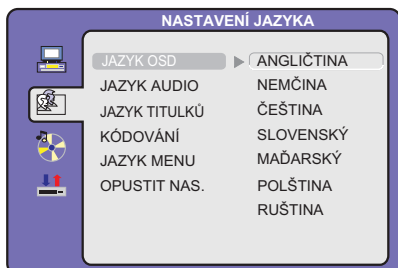 NASTAVENÍ JAZYKA
JAZYK OSD ANGLIČTINA
JAZYK AUDIO NEMČINA
JAZYK TITULKŮ ČEŠTINA
KÓDOVÁNÍ SLOVENSKÝ
JAZYK MENU MAĎARSKÝ
OPUSTIT NAS. POLŠTINA
RUŠTINA